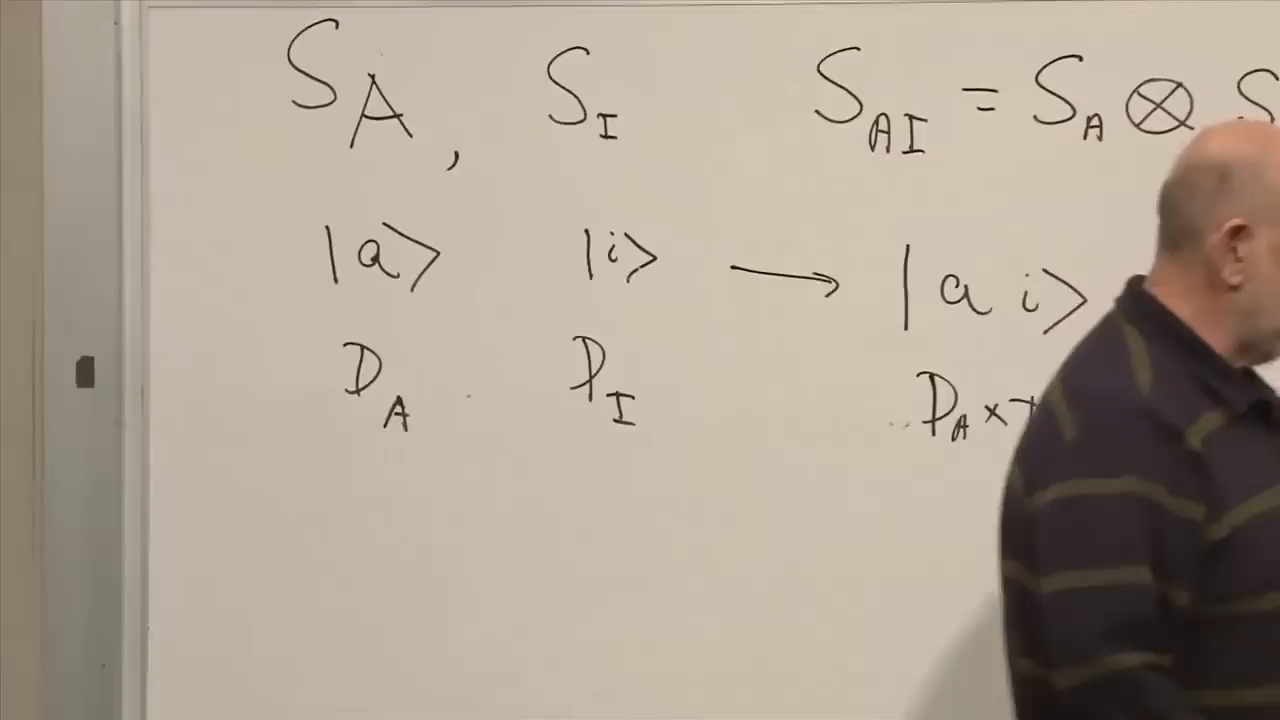 S_A, S_I S_AI = S_A ⊗ S
|a> |i> → |a i>
D_A D_I D_A ×